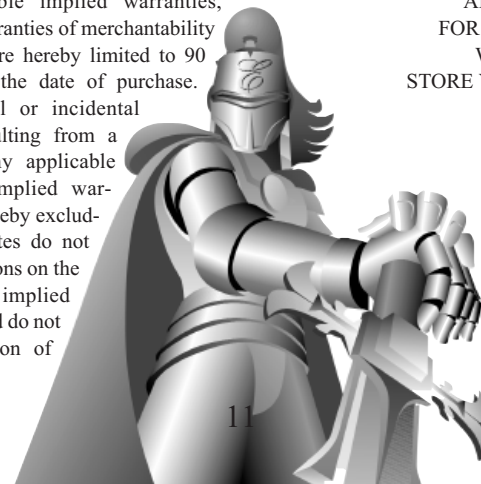 ble implied warranties,
ranties of merchantability
re hereby limited to 90
the date of purchase.
l or incidental
ulting from a
y applicable
mplied war-
eby exclud-
tes do not
ons on the
implied
d do not
on of
FOR
STORE
E
11